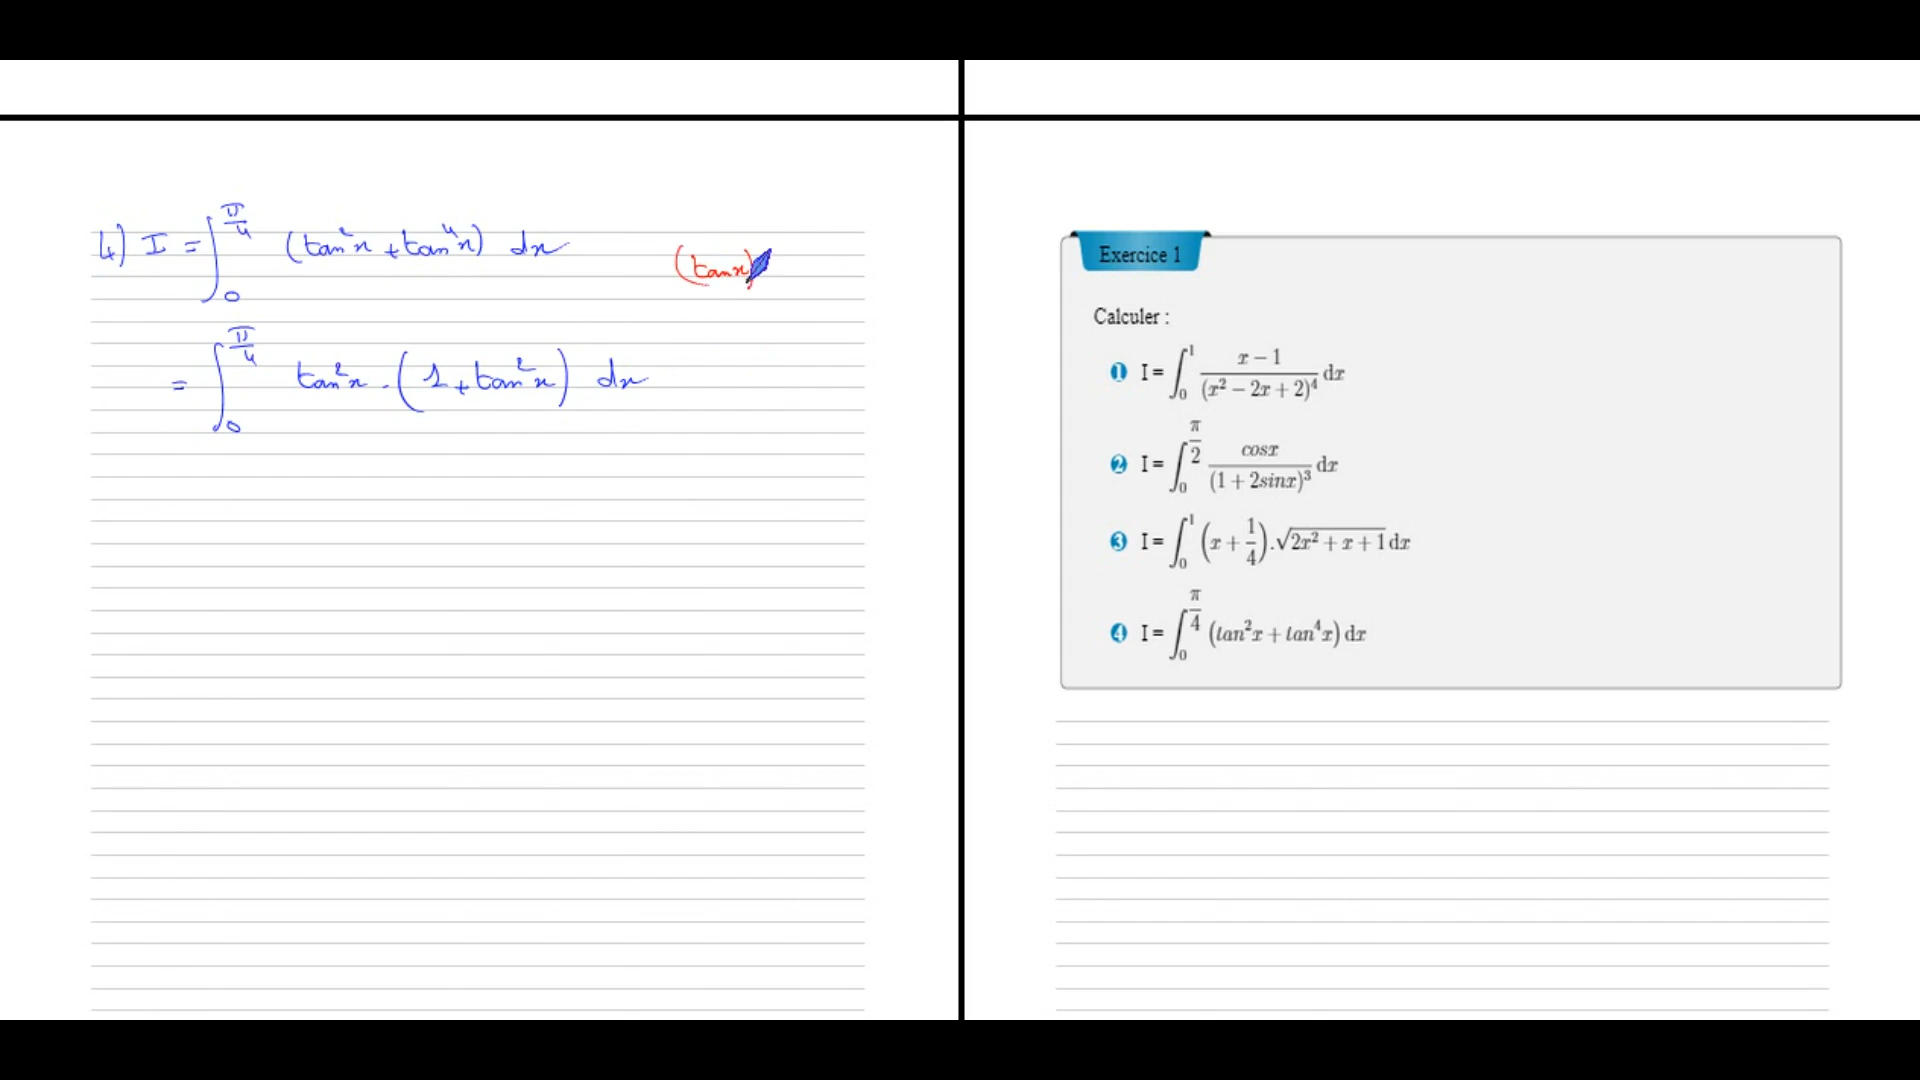 4) I = ∫₀^{π/4} (tan²x + tan⁴x) dx
(tanx)
= ∫₀^{π/4} tan²x . (1 + tan²x) dx
Exercice 1
Calculer :
1 I = ∫₀¹ (x − 1)/(x² − 2x + 2)⁴ dx
2 I = ∫₀^{π/2} cosx/(1 + 2sinx)³ dx
3 I = ∫₀¹ (x + 1/4).√(2x² + x + 1) dx
4 I = ∫₀^{π/4} (tan²x + tan⁴x) dx